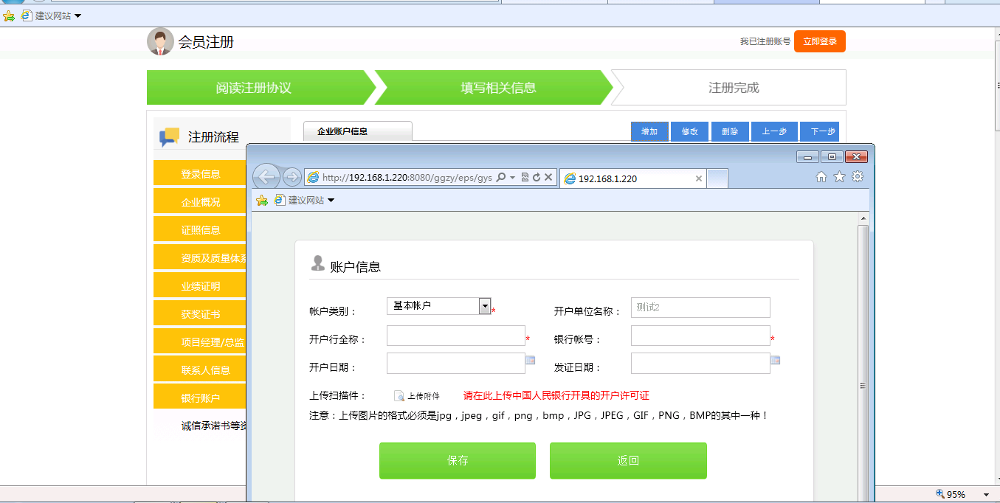 建议网站
会员注册
我已注册账号 立即登录
阅读注册协议 填写相关信息 注册完成
注册流程
企业账户信息
增加 修改 删除 上一步 下一步
登录信息
企业概况
证照信息
资质及质量体系
业绩证明
获奖证书
项目经理/总监
联系人信息
银行账户
诚信承诺书等资
http://192.168.1.220:8080/ggzy/eps/gys
192.168.1.220
建议网站
账户信息
帐户类别： 基本帐户 * 开户单位名称： 测试2
开户行全称： * 银行帐号： *
开户日期： 发证日期：
上传扫描件： 上传附件 请在此上传中国人民银行开具的开户许可证
注意：上传图片的格式必须是jpg，jpeg，gif，png，bmp，JPG，JPEG，GIF，PNG，BMP的其中一种！
保存 返回
95%